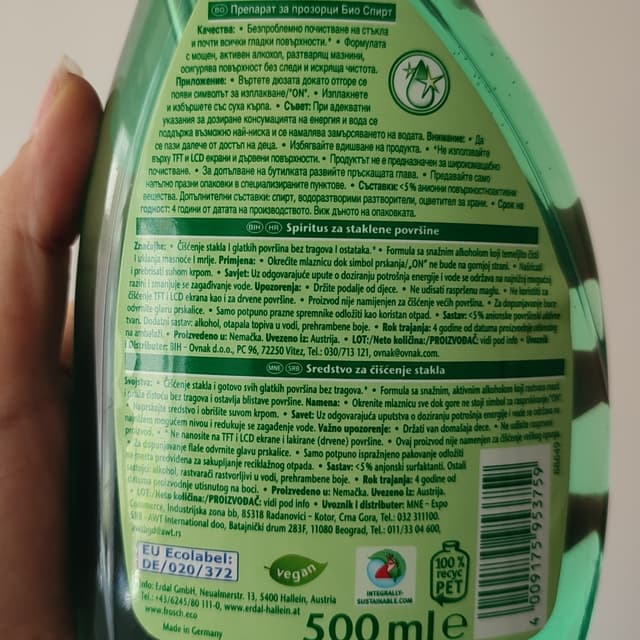 BG Препарат за прозорци Био Спирт
Качества: • Безпроблемно почистване на стъкла
и почти всички гладки повърхности.* • Формулата
с мощен, активен алкохол, разтварящ мазнини,
осигурява повърхност без следи и искряща чистота.
Приложение: • Въртете дюзата докато отгоре се
появи символът за изплакване/"ON". • Изплакнете
и избършете със суха кърпа. • Съвет: При адекватни
указания за дозиране консумацията на енергия и вода се
поддържа възможно най-ниска и се намалява замърсяването на водата. Внимание: • Да
се пази далече от достъп на деца. • Избягвайте вдишване на продукта. • *Не използвайте
върху TFT и LCD екрани и дървени повърхности. • Продуктът не е предназначен за широкомащабно
почистване. • За допълване на бутилката развийте пръскащата глава. • Предавайте само
напълно празни опаковки в специализираните пунктове. • Съставки: <5% анионни повърхностноактивни
вещества. Допълнителни съставки: спирт, водоразтворими разтворители, оцветител за храни. • Срок на
годност: 4 години от датата на производството. Виж дъното на опаковката.
BIH HR Spiritus za staklene površine
Značajke: • Čišćenje stakla i glatkih površina bez tragova i ostataka.* • Formula sa snažnim alkoholom koji temeljito čisti
i uklanja masnoće i mrlje. Primjena: • Okrećite mlaznicu dok simbol prskanja/„ON" ne bude na gornjoj strani. •
i prebrisati suhom krpom. • Savjet: Uz odgovarajuće upute o doziranju potrošnja energije i vode se održava na najnižoj mogućoj
razini i smanjuje se zagađivanje vode. Upozorenja: • Držite podalje od djece. • Ne udisati raspršenu maglu. • Ne koristiti za
čišćenje TFT i LCD ekrana kao i za drvene površine. • Proizvod nije namijenjen za čišćenje većih površina. • Za dopunjavanje boce
odvrnite glavu prskalice. • Samo potpuno prazne spremnike odložiti kao koristan otpad. • Sastav: <5% anionske površinski aktivne
tvari. Dodatni sastav: alkohol, otapala topiva u vodi, prehrambene boje. • Rok trajanja: 4 godine od datuma proizvodnje
na ambalaži. • Proizvedeno u: Njemačka. Uvezeno iz: Austrija. • LOT:/Neto količina:/PROIZVOĐAČ: vidi pod info • Uvoznik
i Distributer: BIH - Ovnak d.o.o., PC 96, 72250 Vitez, Tel.: 030/713 121, ovnak@ovnak.com.
MNE SRB Sredstvo za čišćenje stakla
Svojstva: • Čišćenje stakla i gotovo svih glatkih površina bez tragova.* • Formula sa snažnim, aktivnim alkoholom koji rastvara masti
i pruža čistoću bez tragova i ostavlja blistave površine. Namena: • Okrenite mlaznicu sve dok gore ne stoji simbol za rasprskivanje/"ON".
• Naprskajte sredstvo i obrišite suvom krpom. • Savet: Uz odgovarajuća uputstva o doziranju potrošnja energije i vode se održava na
najnižem mogućem nivou i redukuje se zagađenje vode. Važno upozorenje: • Držati van domašaja dece. •
proizvod. • *Ne nanosite na TFT i LCD ekrane i lakirane (drvene) površine. • Ovaj proizvod nije namenjen za čišćenje velikog
• Za dopunjavanje flaše odvrnite glavu prskalice. • Samo potpuno ispražnjeno pakovanje odložiti
na mesta predviđena za sakupljanje reciklažnog otpada. • Sastav: <5% anjonski surfaktanti. Ostali
sastojci: alkohol, rastvarači rastvorljivi u vodi, prehrambene boje. • Rok trajanja: 4 godine od
datuma proizvodnje utisnutog na boci. • Proizvedeno u: Nemačka. Uvezeno iz: Austrija.
• LOT:/Neto količina:/PROIZVOĐAČ: vidi pod info • Uvoznik i distributer: MNE - Expo
Commerce, Industrijska zona bb, 85318 Radanovići - Kotor, Crna Gora, Tel.: 032 311100.
SRB - AWT International doo, Batajnički drum 283F, 11080 Beograd, Tel.: 011/33 04 600,
awtbgd@awt.rs
EU Ecolabel:
DE/020/372
vegan
INTEGRALLY-
SUSTAINABLE.COM
100 %
recyc
PET
Info: Erdal GmbH, Neualmerstr. 13, 5400 Hallein, Austria
Tel.: +43/6245/80 111-0, www.erdal-hallein.at
www.frosch.eco
Made in Germany
500 ml e
88649
4 009175 953759